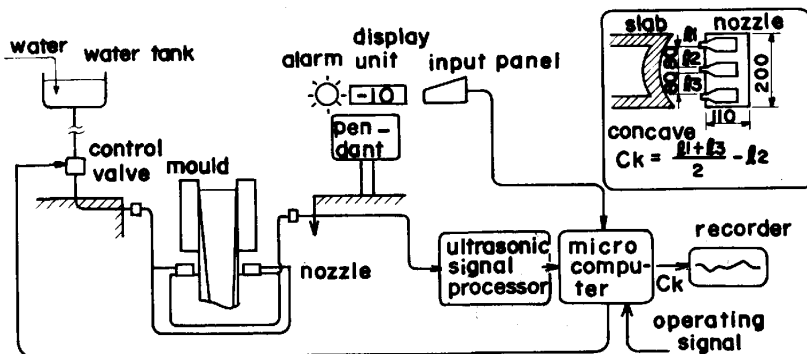 water
water tank
control
valve
mould
nozzle
alarm
display
unit
-10
input panel
pen-
dant
ultrasonic
signal
processor
micro
compu-
ter
Ck
recorder
operating
signal
slab
nozzle
ℓ1
ℓ2
ℓ3
60
60
200
110
concave
Ck = (ℓ1+ℓ3)/2 - ℓ2